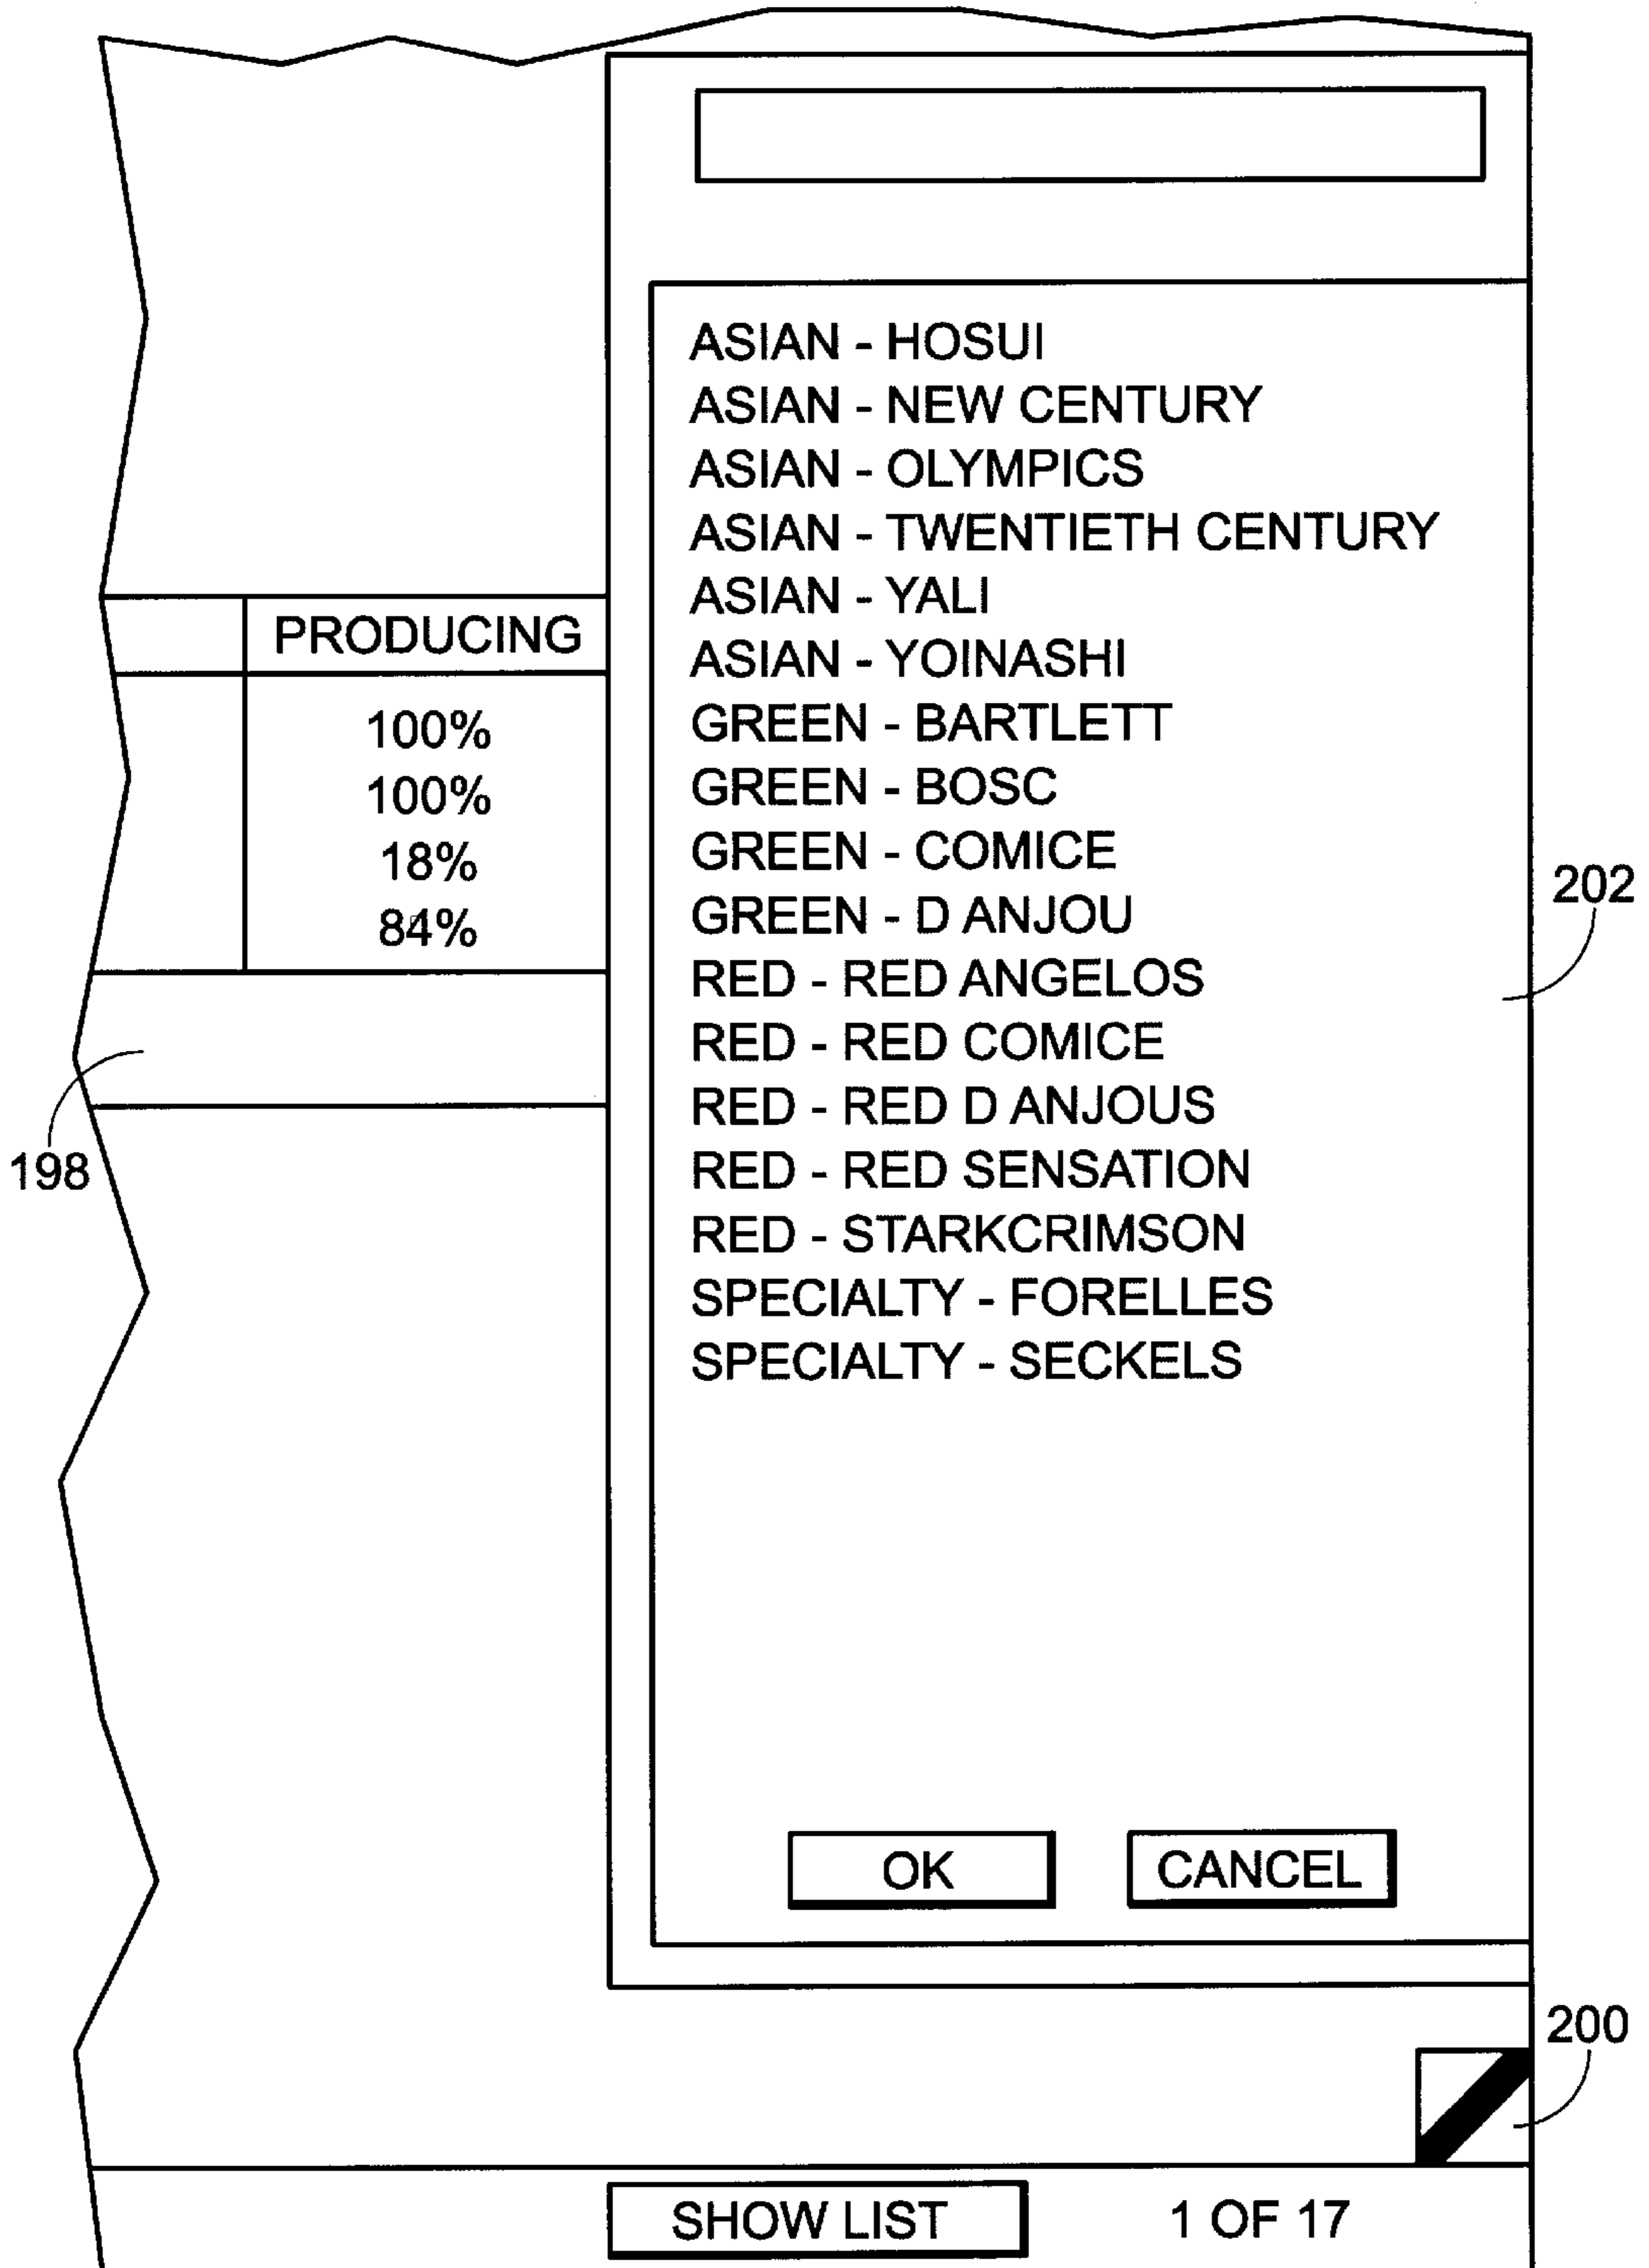 PRODUCING
100%
100%
18%
84%
198
ASIAN - HOSUI
ASIAN - NEW CENTURY
ASIAN - OLYMPICS
ASIAN - TWENTIETH CENTURY
ASIAN - YALI
ASIAN - YOINASHI
GREEN - BARTLETT
GREEN - BOSC
GREEN - COMICE
GREEN - D ANJOU
RED - RED ANGELOS
RED - RED COMICE
RED - RED D ANJOUS
RED - RED SENSATION
RED - STARKCRIMSON
SPECIALTY - FORELLES
SPECIALTY - SECKELS
202
OK CANCEL
200
SHOW LIST 1 OF 17